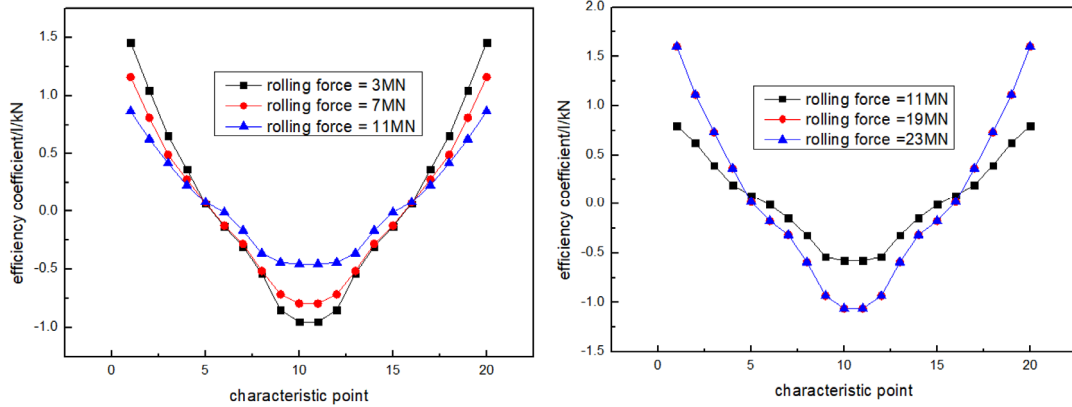 1.5
1.0
0.5
0.0
-0.5
-1.0
efficiency coefficient/I/kN
rolling force = 3MN
rolling force = 7MN
rolling force = 11MN
0
5
10
15
20
characteristic point
2.0
1.5
1.0
0.5
0.0
-0.5
-1.0
-1.5
efficiency coefficient/I/kN
rolling force =11MN
rolling force =19MN
rolling force =23MN
0
5
10
15
20
characteristic point